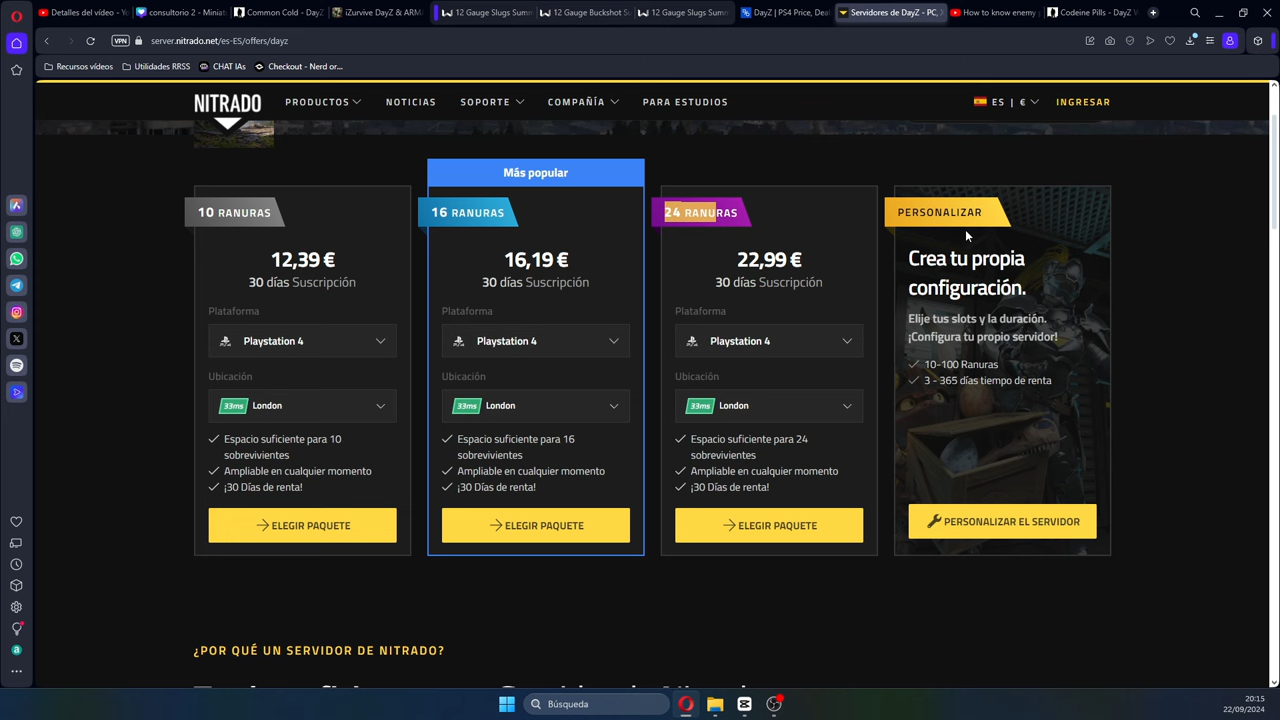 Detalles del vídeo - Yo
consultorio 2 - Miniat
Common Cold - DayZ
iZurvive DayZ & ARMA
12 Gauge Slugs Summ
12 Gauge Buckshot Su
12 Gauge Slugs Summ
DayZ | PS4 Price, Deal
Servidores de DayZ - PC, X
How to know enemy p
Codeine Pills - DayZ W
VPN
server.nitrado.net/es-ES/offers/dayz
Recursos vídeos
Utilidades RRSS
CHAT IAs
Checkout - Nerd or...
NITRADO
PRODUCTOS
NOTICIAS
SOPORTE
COMPAÑÍA
PARA ESTUDIOS
ES | €
INGRESAR
Más popular
10 RANURAS
16 RANURAS
24 RANURAS
PERSONALIZAR
12,39 €
30 días Suscripción
Plataforma
Playstation 4
Ubicación
33ms London
Espacio suficiente para 10
sobrevivientes
Ampliable en cualquier momento
¡30 Días de renta!
ELEGIR PAQUETE
16,19 €
30 días Suscripción
Plataforma
Playstation 4
Ubicación
33ms London
Espacio suficiente para 16
sobrevivientes
Ampliable en cualquier momento
¡30 Días de renta!
ELEGIR PAQUETE
22,99 €
30 días Suscripción
Plataforma
Playstation 4
Ubicación
33ms London
Espacio suficiente para 24
sobrevivientes
Ampliable en cualquier momento
¡30 Días de renta!
ELEGIR PAQUETE
Crea tu propia
configuración.
Elije tus slots y la duración.
¡Configura tu propio servidor!
10-100 Ranuras
3 - 365 días tiempo de renta
PERSONALIZAR EL SERVIDOR
¿POR QUÉ UN SERVIDOR DE NITRADO?
Búsqueda
20:15
22/09/2024